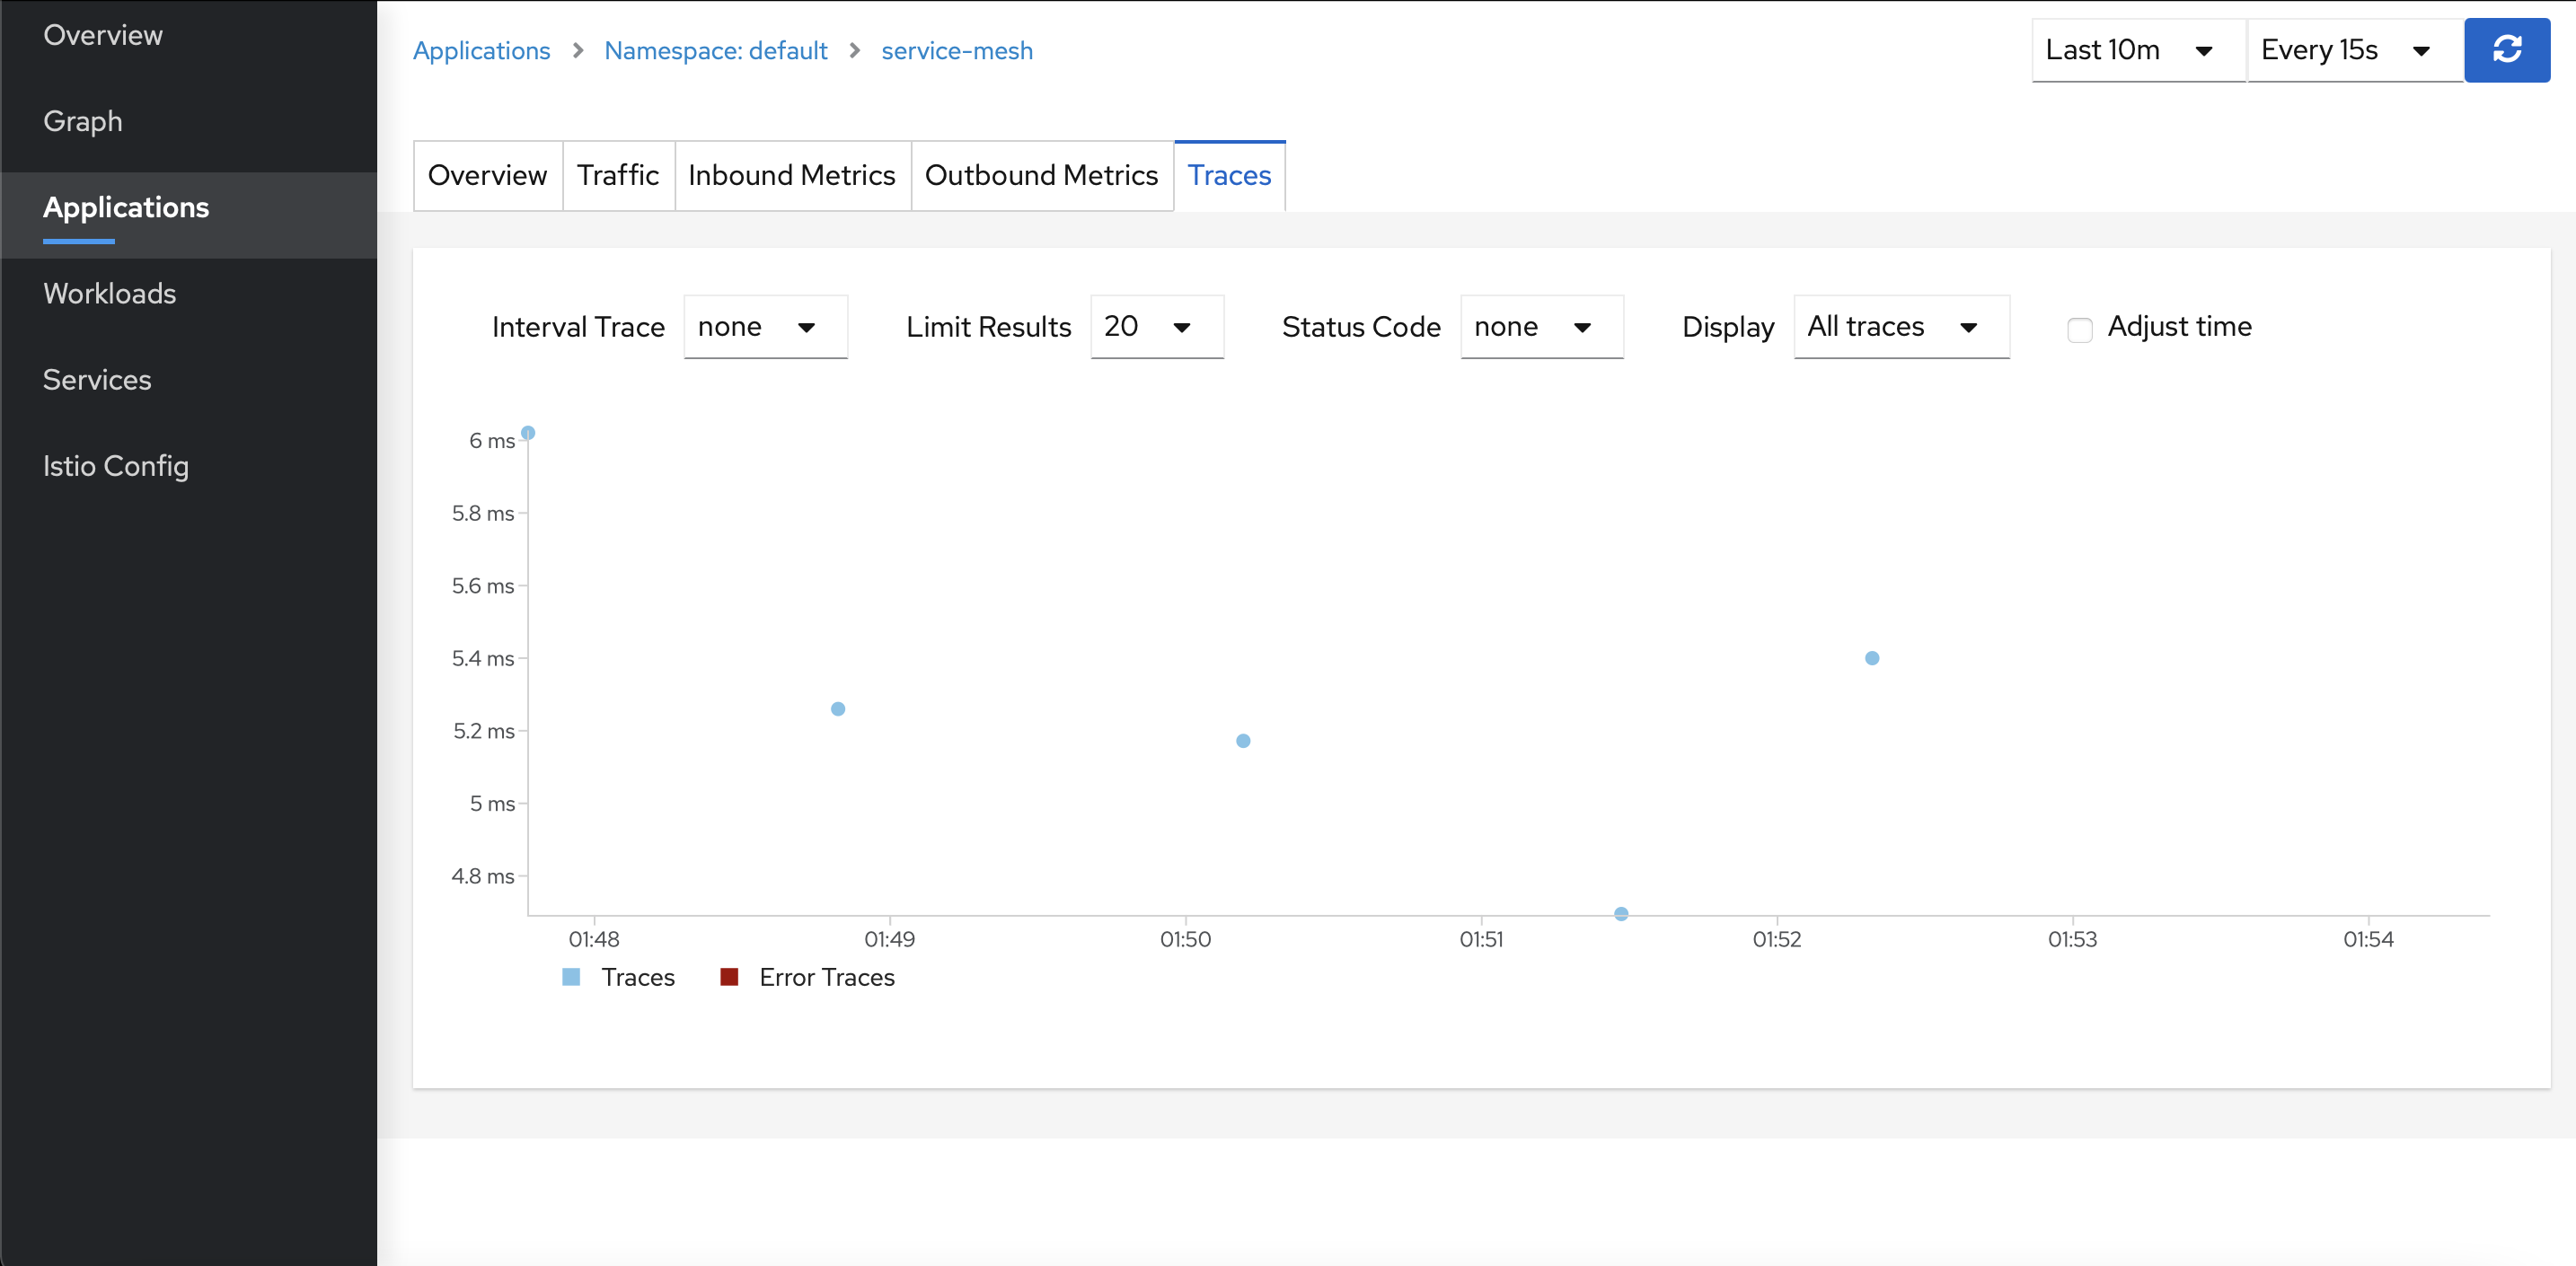 Overview
Graph
Applications
Workloads
Services
Istio Config
Applications > Namespace: default > service-mesh
Last 10m Every 15s
Overview Traffic Inbound Metrics Outbound Metrics Traces
Interval Trace none Limit Results 20 Status Code none Display All traces Adjust time
6 ms
5.8 ms
5.6 ms
5.4 ms
5.2 ms
5 ms
4.8 ms
01:48 01:49 01:50 01:51 01:52 01:53 01:54
Traces Error Traces